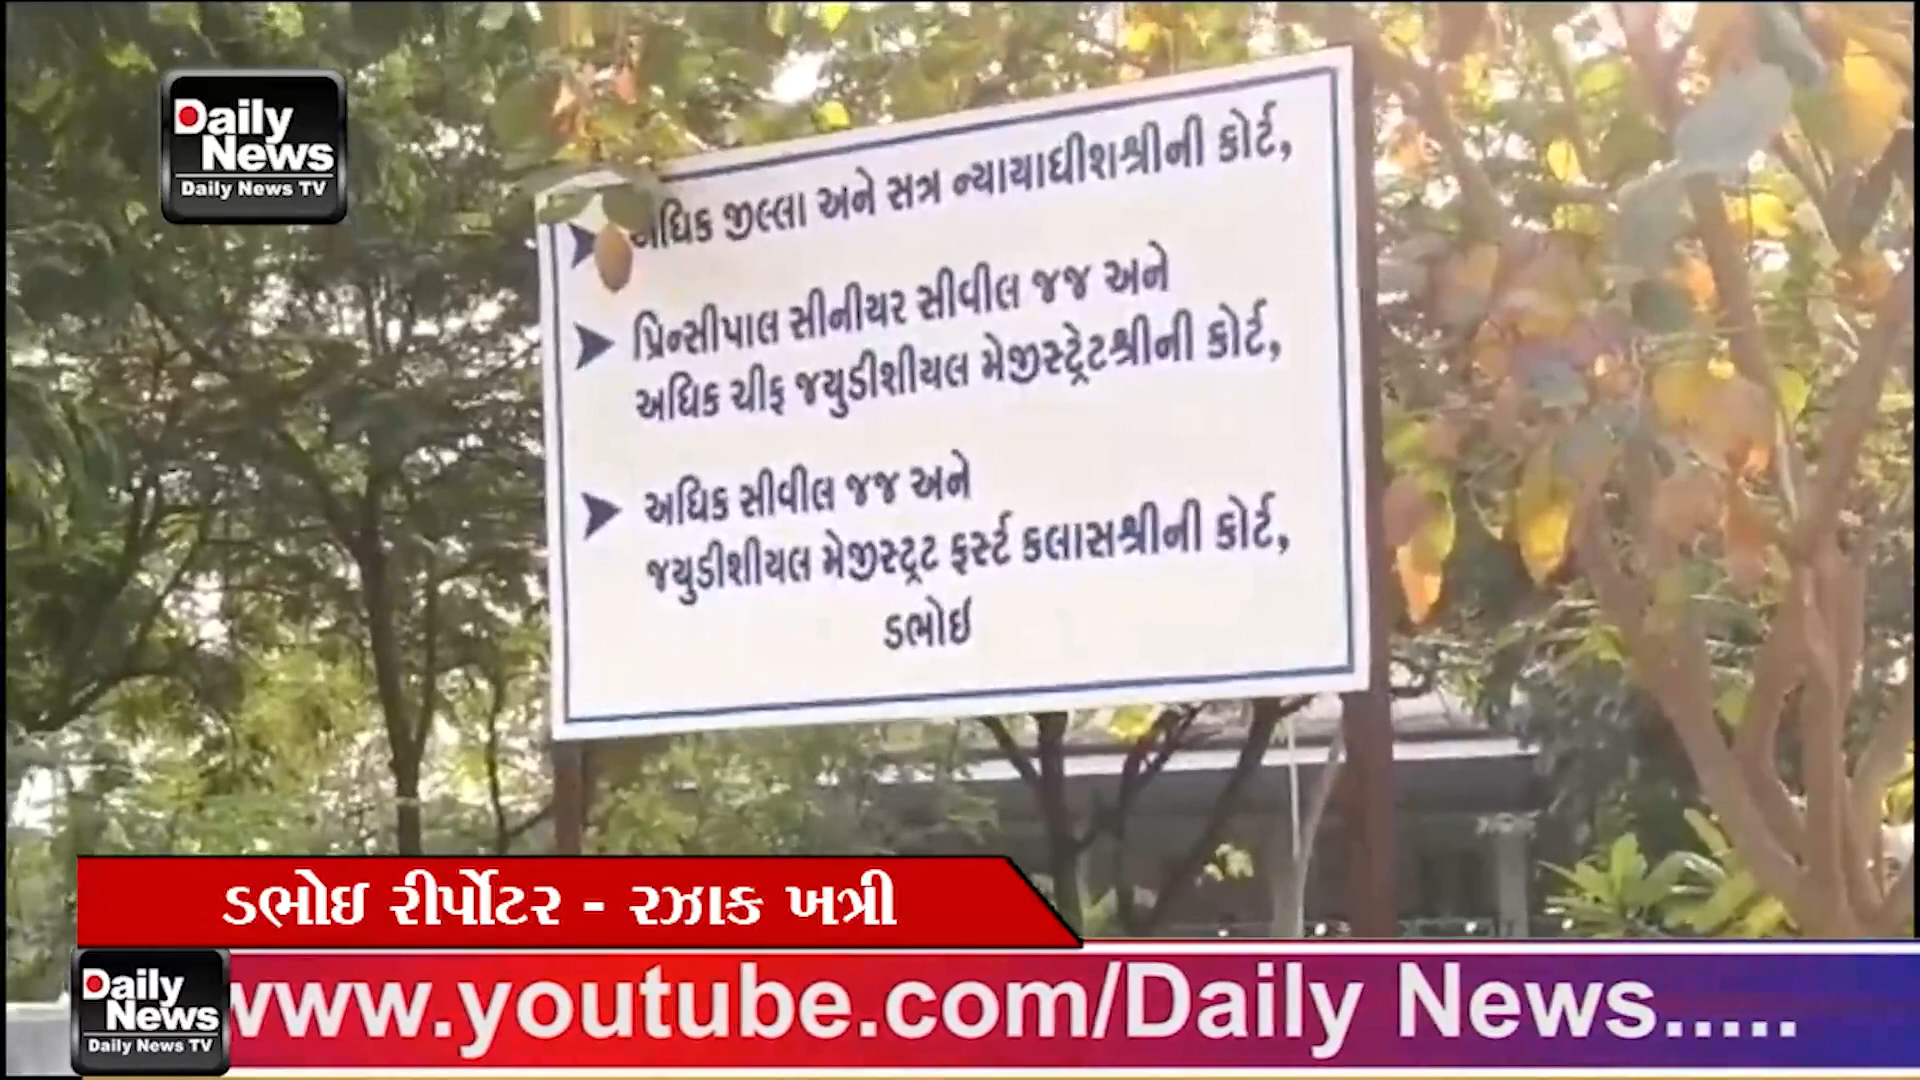 Daily
News
Daily News TV
અધિક જીલ્લા અને સત્ર ન્યાયાધીશશ્રીની કોર્ટ,
પ્રિન્સીપાલ સીનીયર સીવીલ જજ અને
અધિક ચીફ જયુડીશીયલ મેજીસ્ટ્રેટશ્રીની કોર્ટ,
અધિક સીવીલ જજ અને
જયુડીશીયલ મેજીસ્ટ્રટ ફર્સ્ટ કલાસશ્રીની કોર્ટ,
ડભોઇ
ડભોઇ રીર્પોટર - રઝાક ખત્રી
Daily
News
Daily News TV
www.youtube.com/Daily News.....